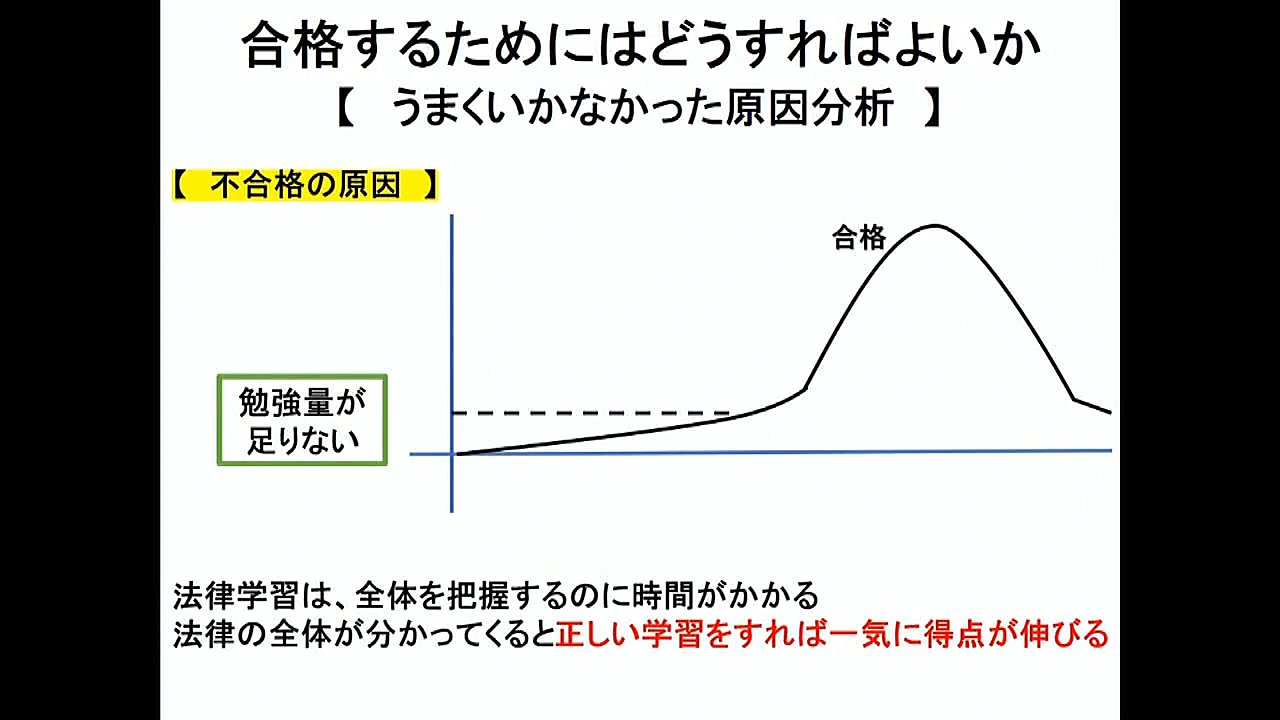 合格するためにはどうすればよいか
【　うまくいかなかった原因分析　】
【　不合格の原因　】
合格
勉強量が
足りない
法律学習は、全体を把握するのに時間がかかる
法律の全体が分かってくると正しい学習をすれば一気に得点が伸びる